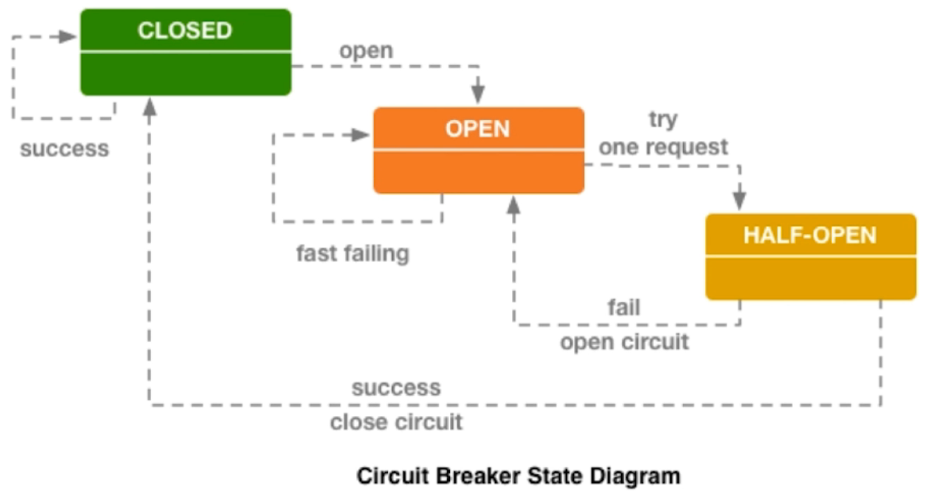 CLOSED
open
success
OPEN
try
one request
fast failing
HALF-OPEN
fail
open circuit
success
close circuit
Circuit Breaker State Diagram